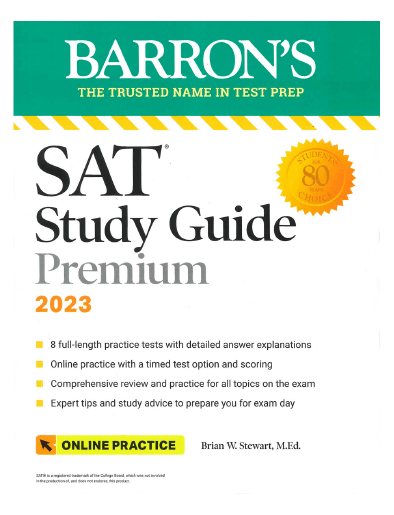 BARRON'S
THE TRUSTED NAME IN TEST PREP
SAT®
Study Guide
Premium
2023
STUDENTS'
80
CHOICE
8 full-length practice tests with detailed answer explanations
Online practice with a timed test option and scoring
Comprehensive review and practice for all topics on the exam
Expert tips and study advice to prepare you for exam day
ONLINE PRACTICE
Brian W. Stewart, M.Ed.
SAT® is a registered trademark of the College Board, which was not involved
in the production of, and does not endorse, this product.